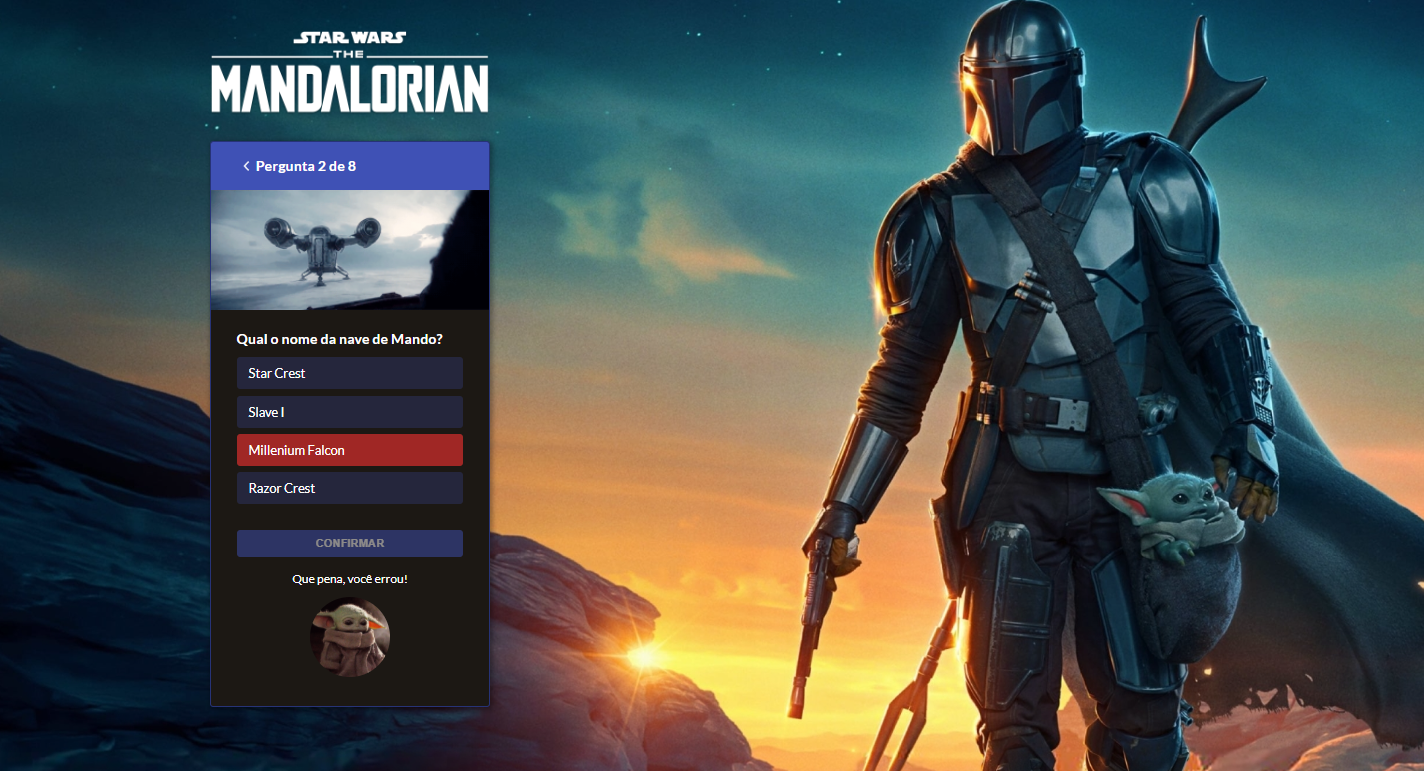 STAR WARS
THE
MANDALORIAN
Pergunta 2 de 8
Qual o nome da nave de Mando?
Star Crest
Slave I
Millenium Falcon
Razor Crest
CONFIRMAR
Que pena, você errou!